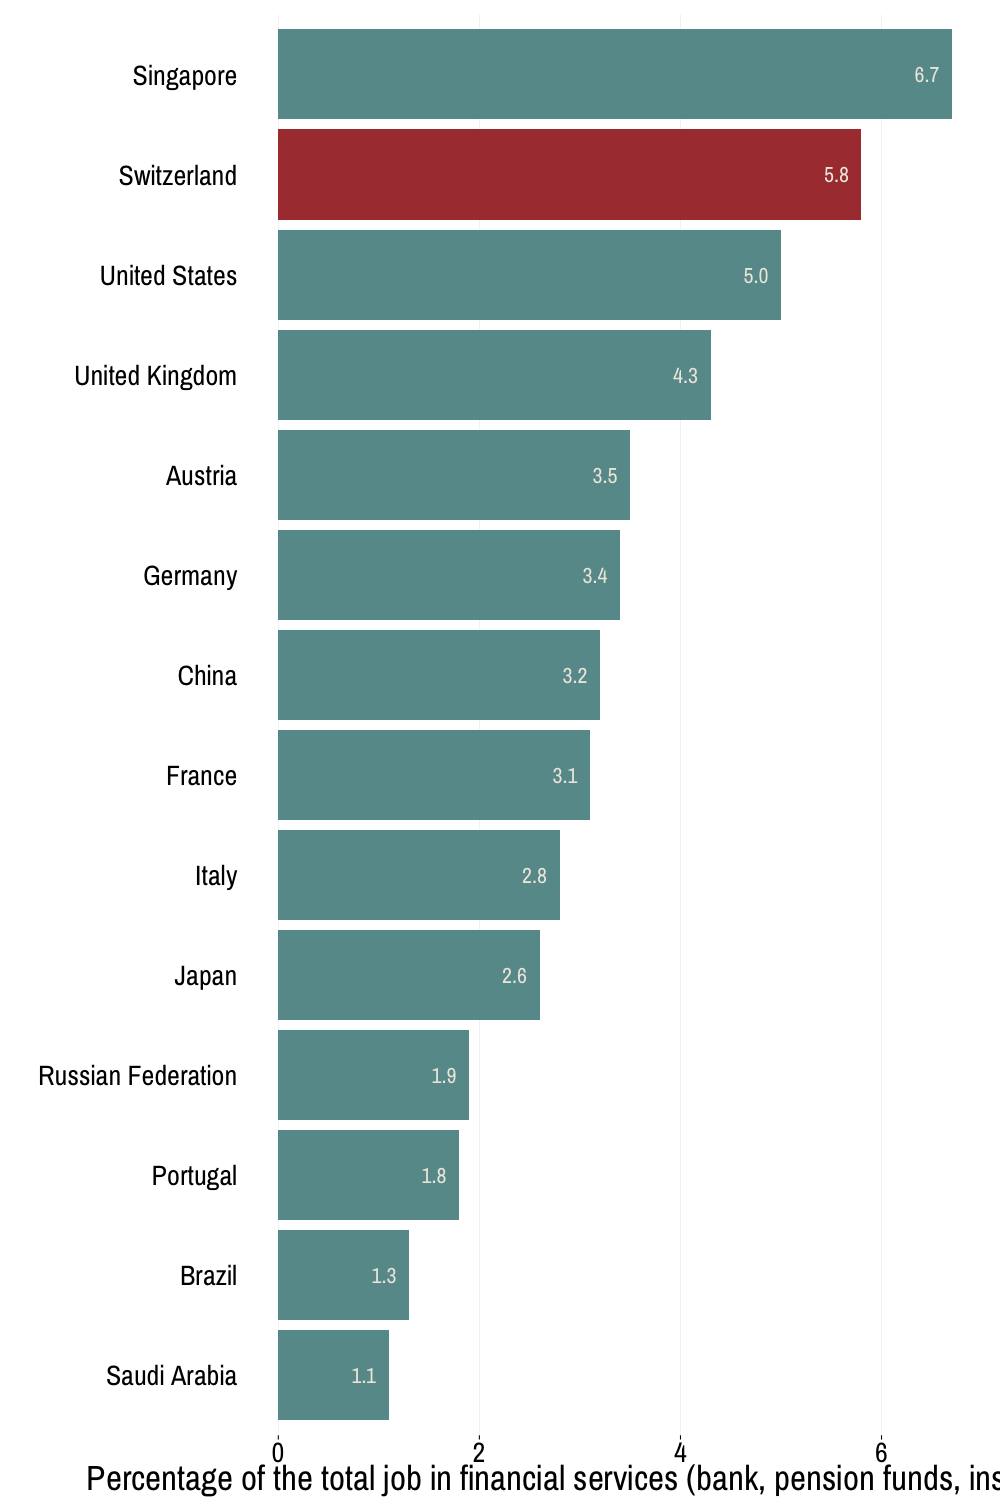 Singapore 6.7
Switzerland 5.8
United States 5.0
United Kingdom 4.3
Austria 3.5
Germany 3.4
China 3.2
France 3.1
Italy 2.8
Japan 2.6
Russian Federation 1.9
Portugal 1.8
Brazil 1.3
Saudi Arabia 1.1
0 2 4 6
Percentage of the total job in financial services (bank, pension funds, ins